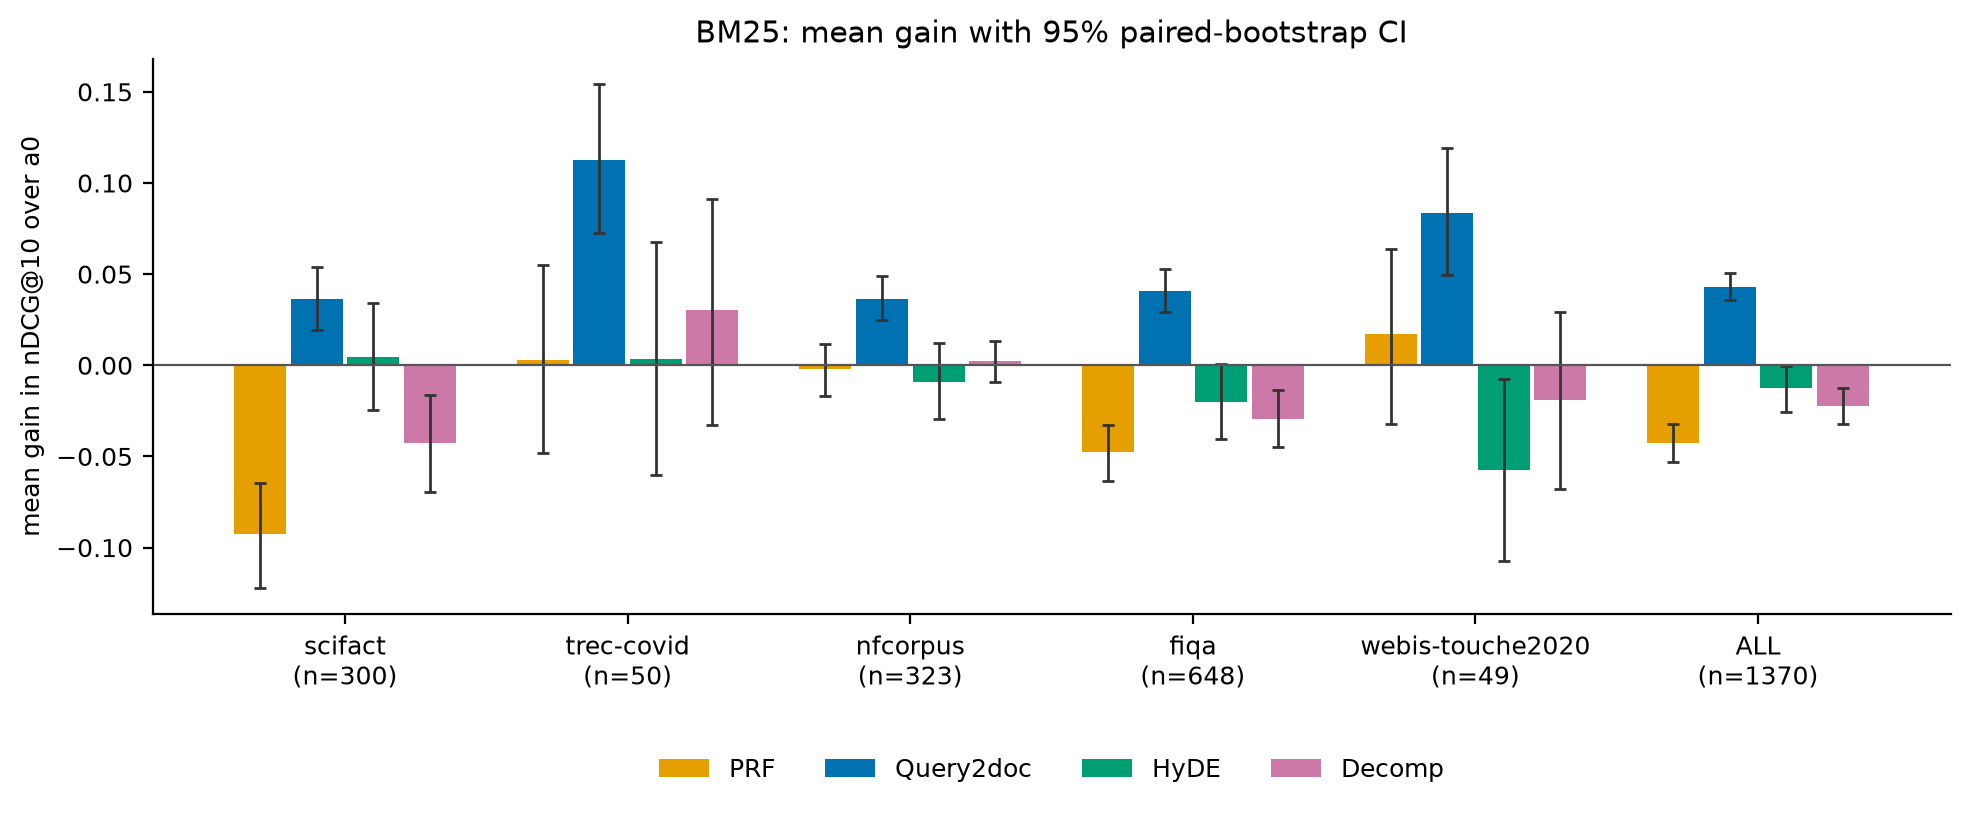 BM25: mean gain with 95% paired-bootstrap CI
mean gain in nDCG@10 over a0
0.15
0.10
0.05
0.00
−0.05
−0.10
scifact
(n=300)
trec-covid
(n=50)
nfcorpus
(n=323)
fiqa
(n=648)
webis-touche2020
(n=49)
ALL
(n=1370)
PRF
Query2doc
HyDE
Decomp